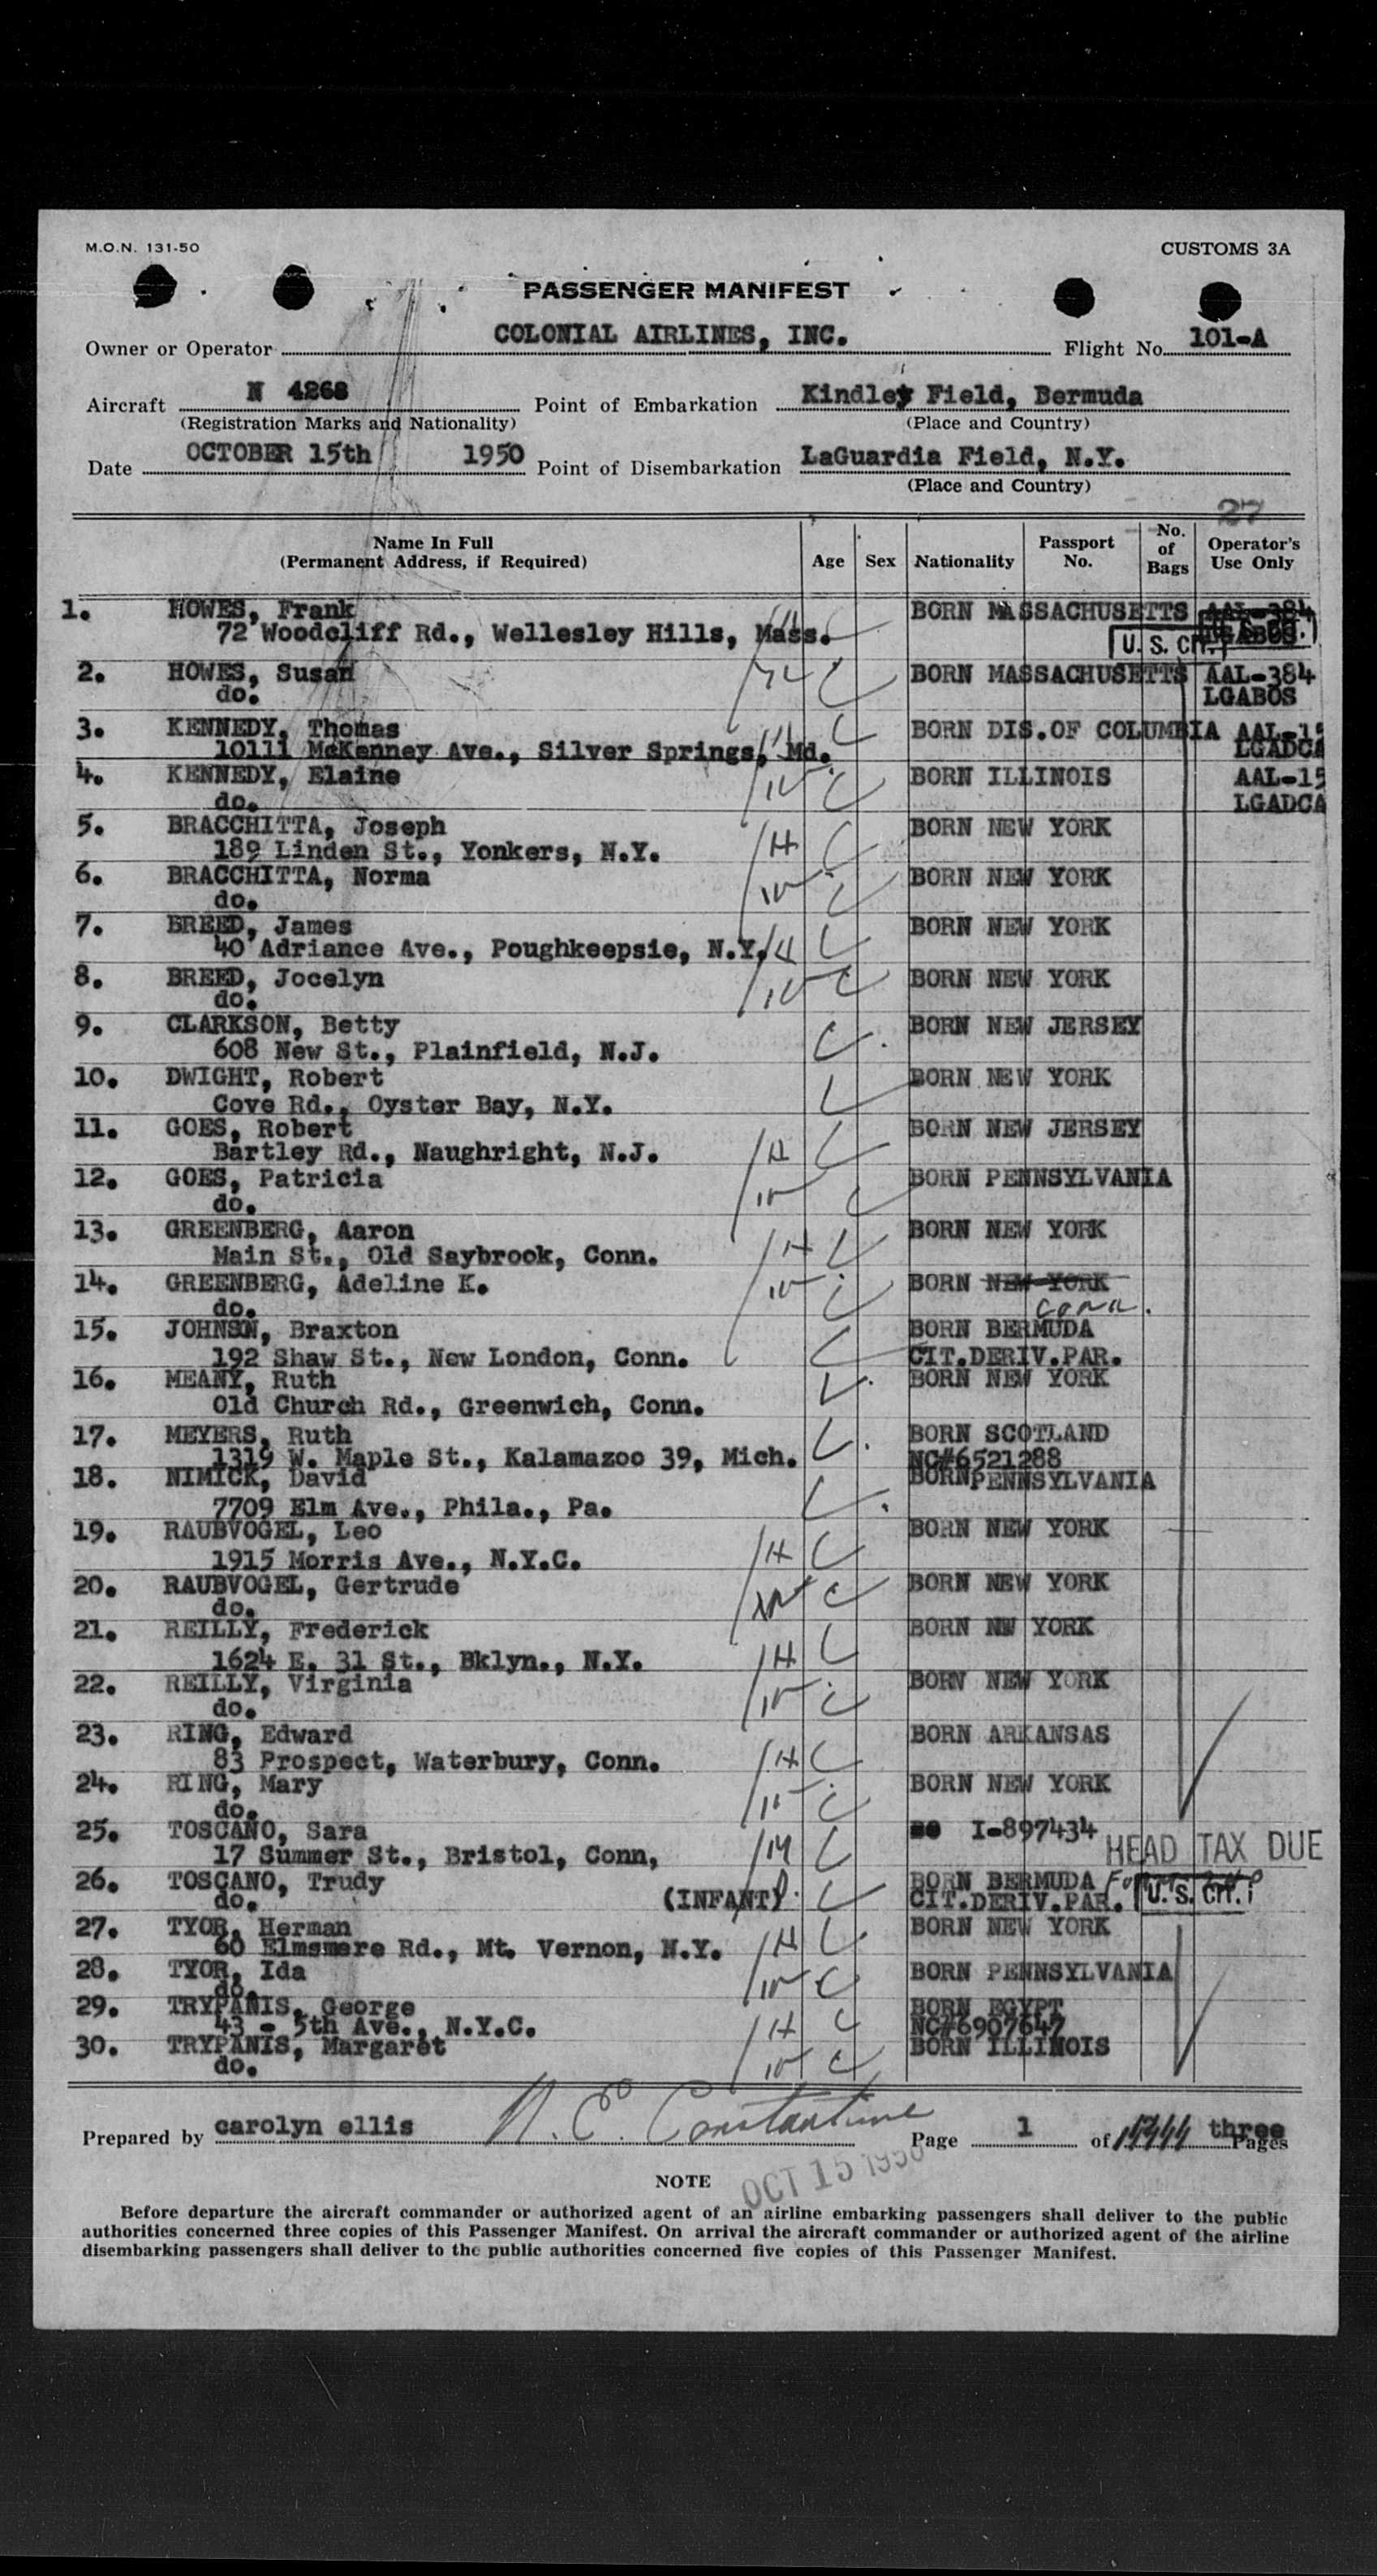 M.O.N. 131-50
CUSTOMS 3A
PASSENGER MANIFEST
Owner or Operator COLONIAL AIRLINES, INC. Flight No. 101-A
Aircraft N 4268 Point of Embarkation Kindley Field, Bermuda
(Registration Marks and Nationality) (Place and Country)
Date OCTOBER 15th 1950 Point of Disembarkation LaGuardia Field, N.Y.
(Place and Country)
27
Name In Full (Permanent Address, if Required) Age Sex Nationality Passport No. No. of Bags Operator's Use Only
1. HOWES, Frank BORN MASSACHUSETTS AAL-384
72 Woodcliff Rd., Wellesley Hills, Mass. U. S. CIT. LGABOS
2. HOWES, Susan BORN MASSACHUSETTS AAL-384
do. LGABOS
3. KENNEDY, Thomas BORN DIS.OF COLUMBIA AAL-15
10111 McKenney Ave., Silver Springs, Md. LGADCA
4. KENNEDY, Elaine BORN ILLINOIS AAL-15
do. LGADCA
5. BRACCHITTA, Joseph BORN NEW YORK
189 Linden St., Yonkers, N.Y. H
6. BRACCHITTA, Norma BORN NEW YORK
do.
7. BREED, James BORN NEW YORK
40 Adriance Ave., Poughkeepsie, N.Y. H
8. BREED, Jocelyn BORN NEW YORK
do.
9. CLARKSON, Betty BORN NEW JERSEY
608 New St., Plainfield, N.J.
10. DWIGHT, Robert BORN NEW YORK
Cove Rd., Oyster Bay, N.Y.
11. GOES, Robert BORN NEW JERSEY
Bartley Rd., Naughright, N.J. H
12. GOES, Patricia BORN PENNSYLVANIA
do.
13. GREENBERG, Aaron BORN NEW YORK
Main St., Old Saybrook, Conn. H
14. GREENBERG, Adeline K. BORN NEW YORK
do. Conn.
15. JOHNSN, Braxton BORN BERMUDA
192 Shaw St., New London, Conn. CIT.DERIV.PAR.
16. MEANY, Ruth BORN NEW YORK
Old Church Rd., Greenwich, Conn.
17. MEYERS, Ruth BORN SCOTLAND
1319 W. Maple St., Kalamazoo 39, Mich. NC#6521288
18. NIMICK, David BORN PENNSYLVANIA
7709 Elm Ave., Phila., Pa.
19. RAUBVOGEL, Leo BORN NEW YORK
1915 Morris Ave., N.Y.C. H
20. RAUBVOGEL, Gertrude BORN NEW YORK
do.
21. REILLY, Frederick BORN NW YORK
1624 E. 31 St., Bklyn., N.Y. H
22. REILLY, Virginia BORN NEW YORK
do.
23. RING, Edward BORN ARKANSAS
83 Prospect, Waterbury, Conn. H
24. RING, Mary BORN NEW YORK
do.
25. TOSCANO, Sara I-897434
17 Summer St., Bristol, Conn, M HEAD TAX DUE
26. TOSCANO, Trudy BORN BERMUDA
do. (INFANT) CIT.DERIV.PAR. U. S. CIT.
27. TYOR, Herman BORN NEW YORK
60 Elmsmere Rd., Mt. Vernon, N.Y. H
28. TYOR, Ida BORN PENNSYLVANIA
do.
29. TRYPANIS, George BORN EGYPT
43 - 5th Ave., N.Y.C. H NC#6907647
30. TRYPANIS, Margaret BORN ILLINOIS
do.
Prepared by carolyn ellis N. E. Constantine Page 1 of three Pages
OCT 15 1950
NOTE
Before departure the aircraft commander or authorized agent of an airline embarking passengers shall deliver to the public
authorities concerned three copies of this Passenger Manifest. On arrival the aircraft commander or authorized agent of the airline
disembarking passengers shall deliver to the public authorities concerned five copies of this Passenger Manifest.